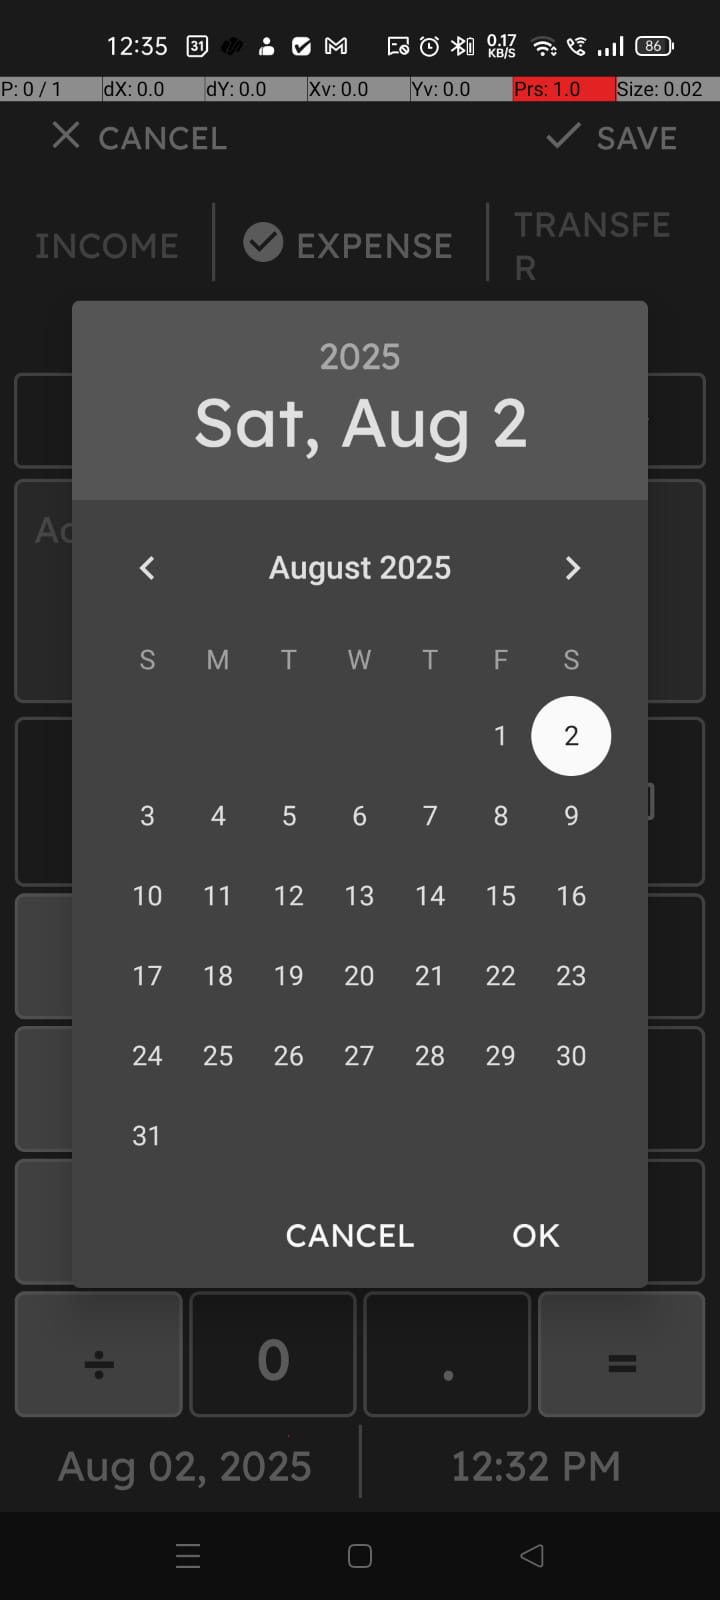 12:35 31 0.17 KB/S 86
P: 0 / 1 dX: 0.0 dY: 0.0 Xv: 0.0 Yv: 0.0 Prs: 1.0 Size: 0.02
CANCEL SAVE
INCOME EXPENSE TRANSFE
R
2025
Sat, Aug 2
Ac
August 2025
S M T W T F S
1 2
3 4 5 6 7 8 9
10 11 12 13 14 15 16
17 18 19 20 21 22 23
24 25 26 27 28 29 30
31
CANCEL OK
÷ 0 . =
Aug 02, 2025 12:32 PM